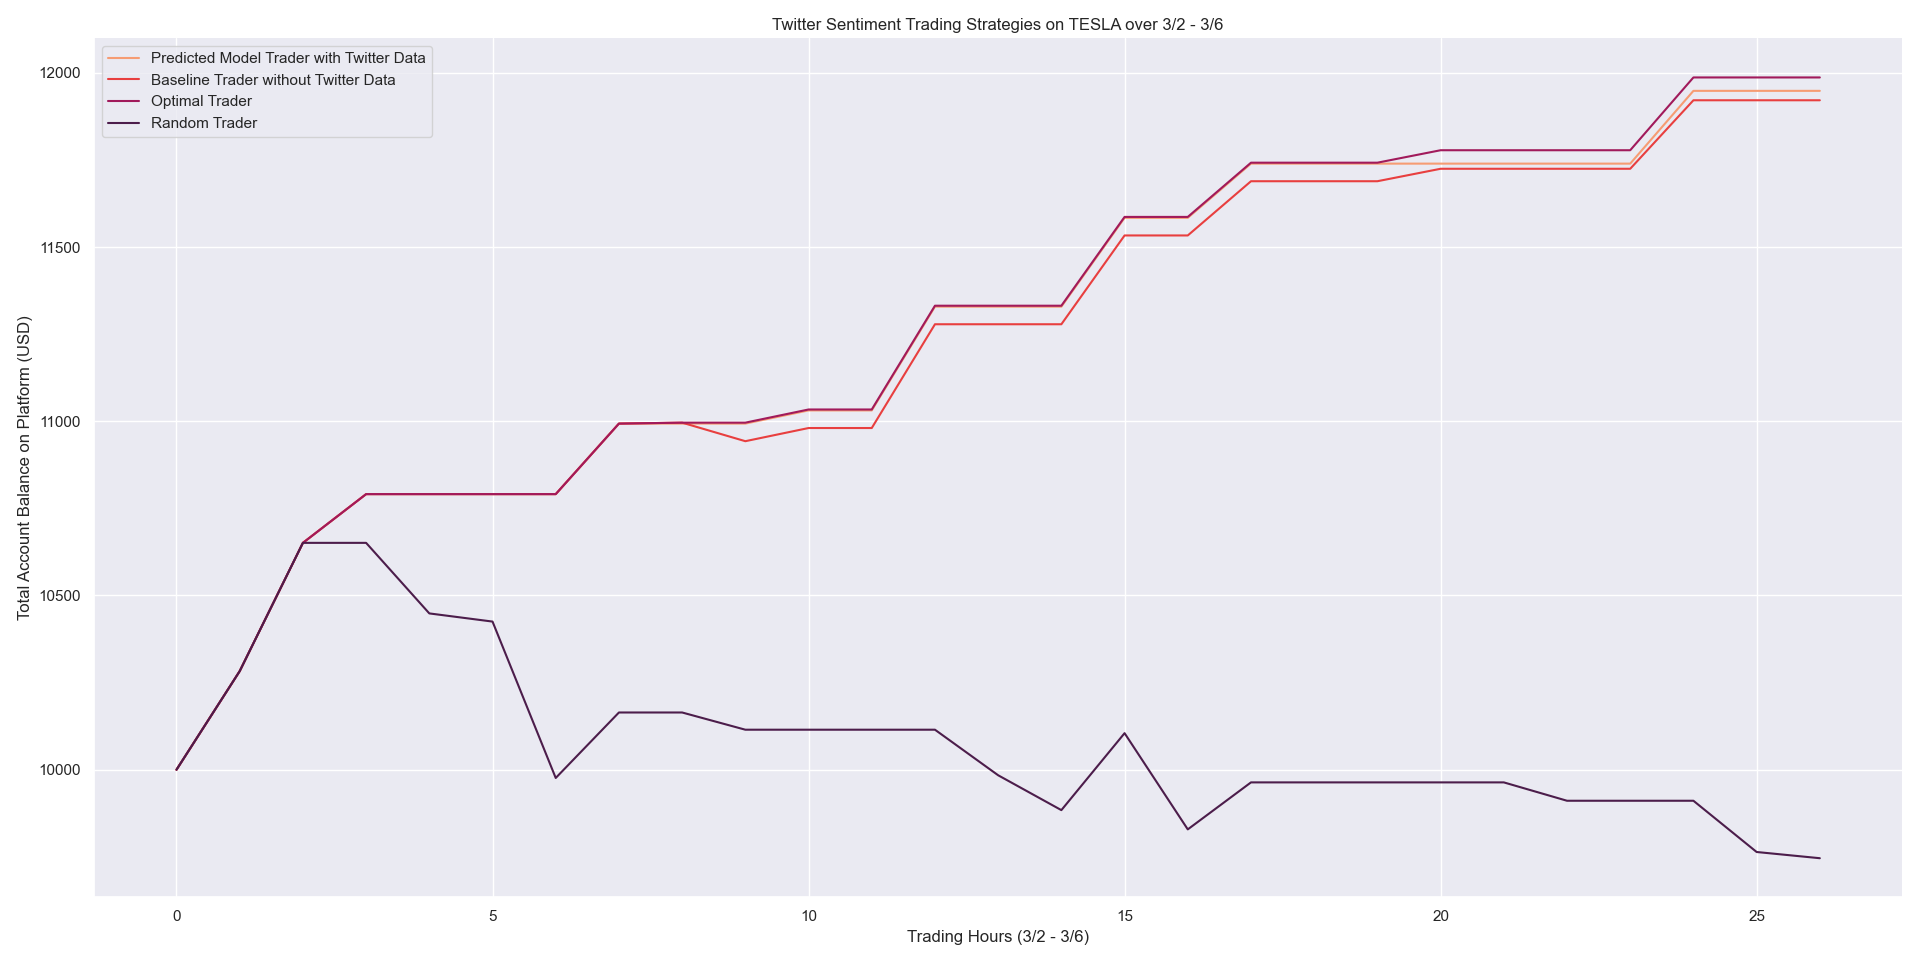 Twitter Sentiment Trading Strategies on TESLA over 3/2 - 3/6
Predicted Model Trader with Twitter Data
Baseline Trader without Twitter Data
Optimal Trader
Random Trader
12000
11500
11000
10500
10000
Total Account Balance on Platform (USD)
0 5 10 15 20 25
Trading Hours (3/2 - 3/6)